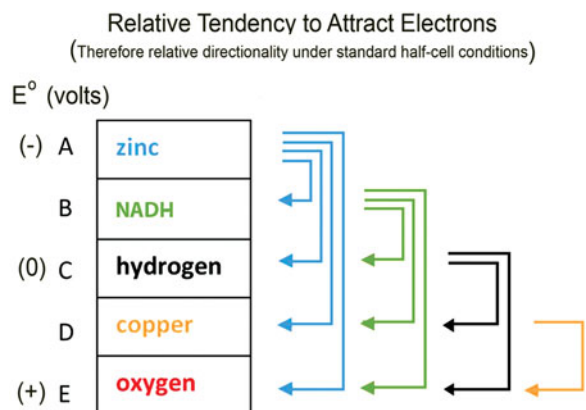 Relative Tendency to Attract Electrons
(Therefore relative directionality under standard half-cell conditions)
E° (volts)
(-) A zinc
B NADH
(0) C hydrogen
D copper
(+) E oxygen